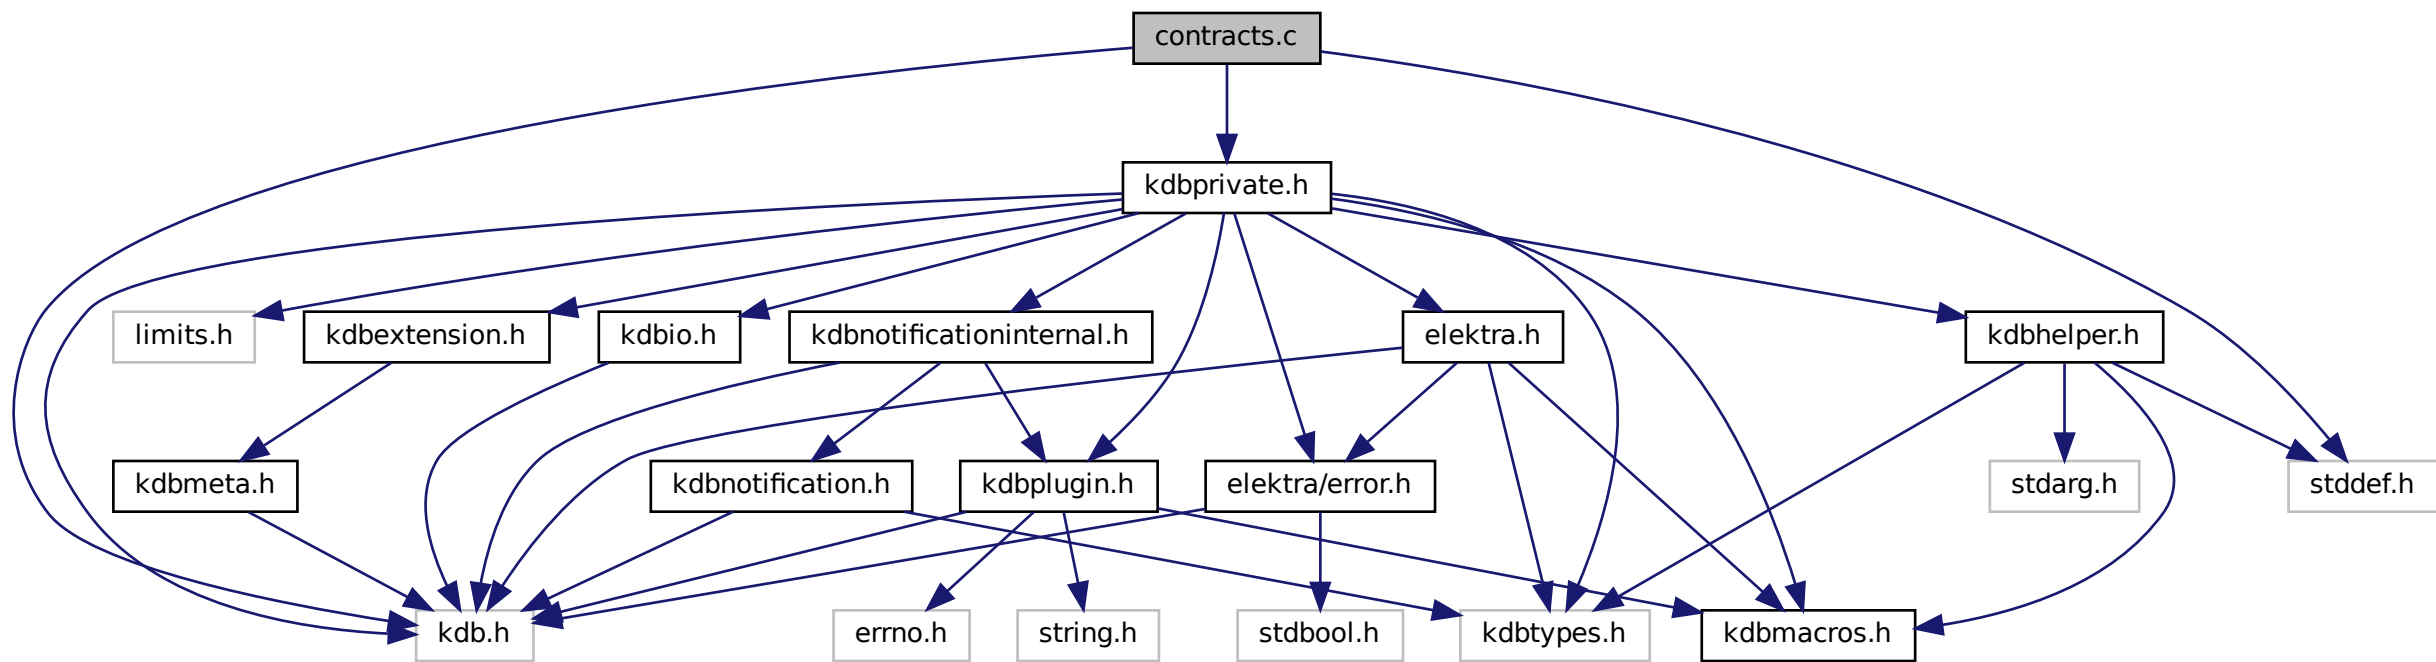 contracts.c
kdbprivate.h
limits.h
kdbextension.h
kdbio.h
kdbnotificationinternal.h
elektra.h
kdbhelper.h
kdbmeta.h
kdbnotification.h
kdbplugin.h
elektra/error.h
stdarg.h
stddef.h
kdb.h
errno.h
string.h
stdbool.h
kdbtypes.h
kdbmacros.h